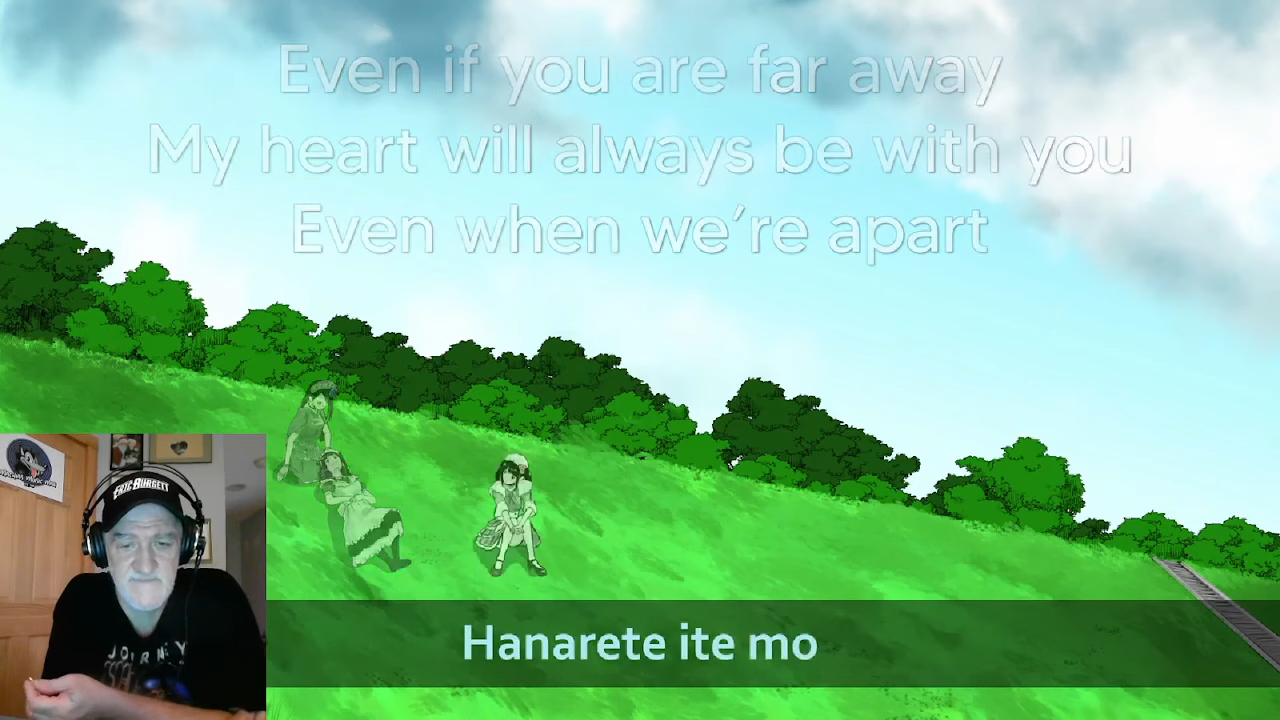 Even if you are far away
My heart will always be with you
Even when we're apart
ERIC BURGETT
JOURNEY
Hanarete ite mo